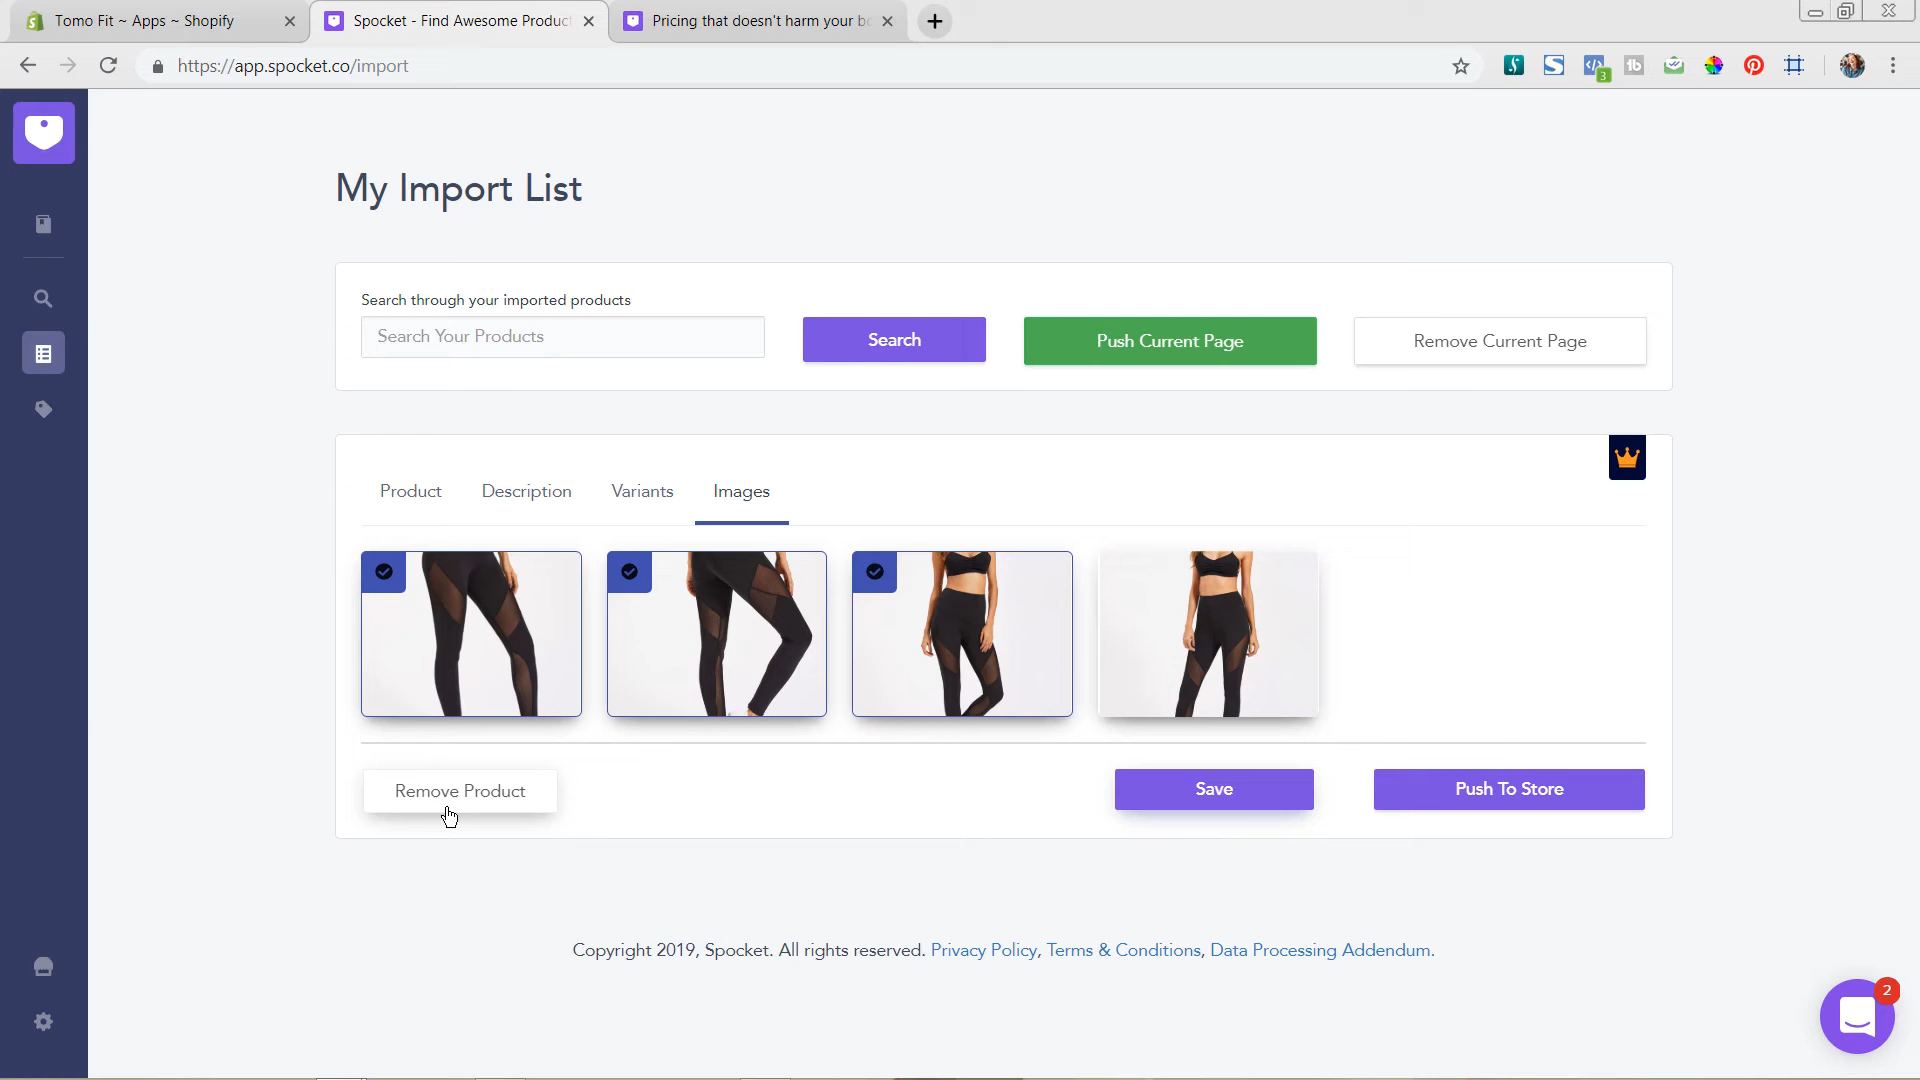 Tomo Fit ~ Apps ~ Shopify
Spocket - Find Awesome Produc
Pricing that doesn't harm your b
https://app.spocket.co/import
3
My Import List
Search through your imported products
Search Your Products
Search
Push Current Page
Remove Current Page
Product
Description
Variants
Images
Remove Product
Save
Push To Store
Copyright 2019, Spocket. All rights reserved. Privacy Policy, Terms & Conditions, Data Processing Addendum.
2